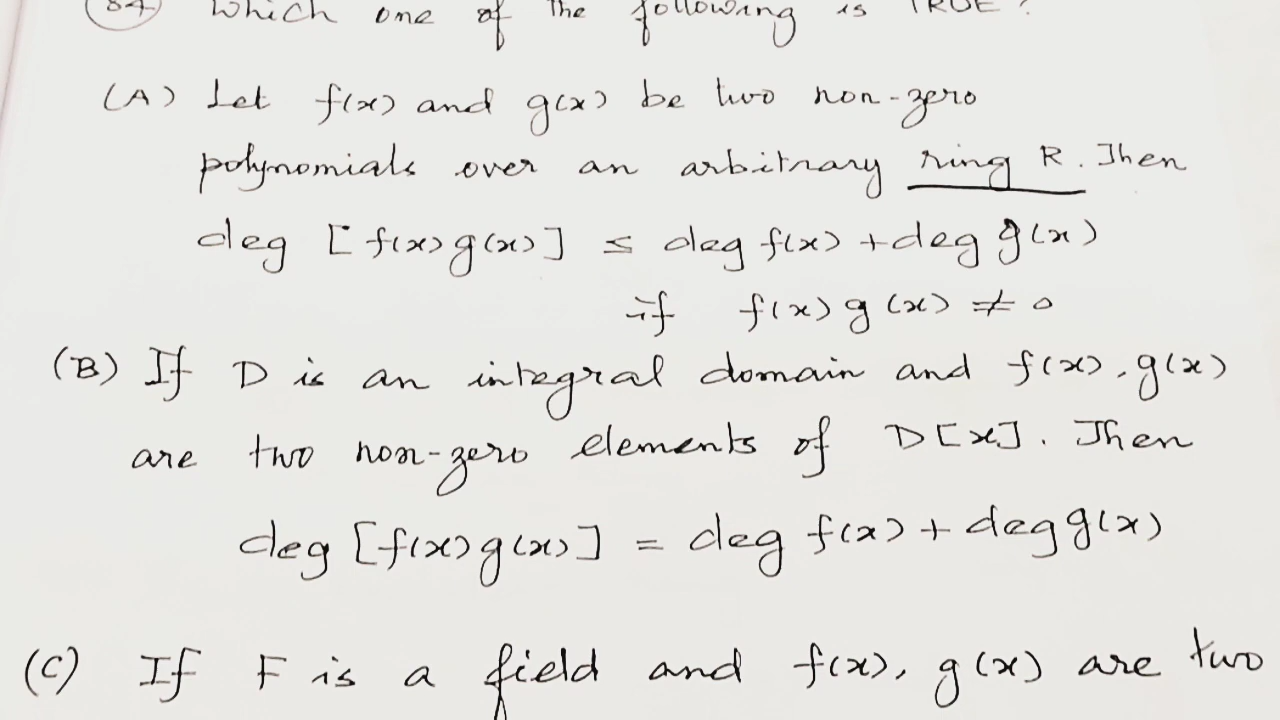 84 Which one of the following is TRUE?
(A) Let f(x) and g(x) be two non-zero
polynomials over an arbitrary ring R. Then
deg [f(x)g(x)] ≤ deg f(x) + deg g(x)
if f(x)g(x) ≠ 0
(B) If D is an integral domain and f(x), g(x)
are two non-zero elements of D[x]. Then
deg [f(x)g(x)] = deg f(x) + deg g(x)
(C) If F is a field and f(x), g(x) are two